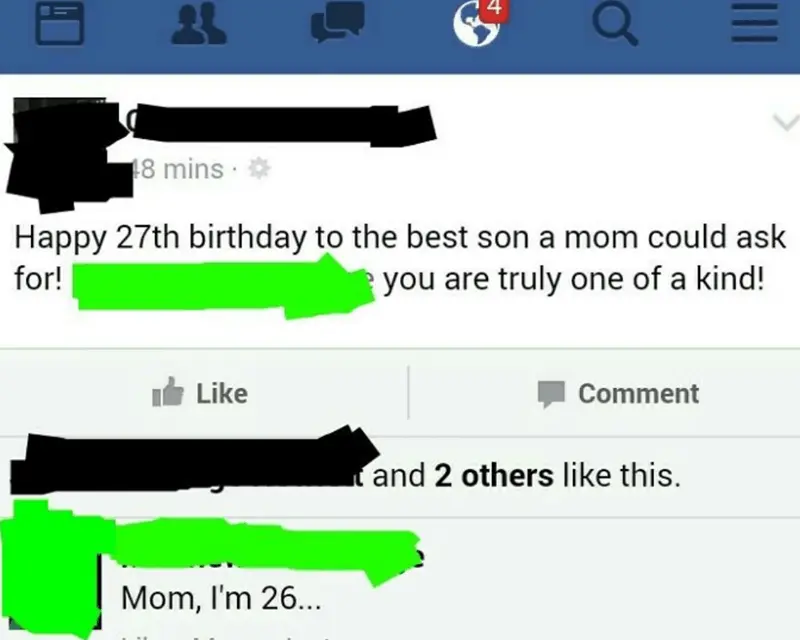 4
48 mins ·
Happy 27th birthday to the best son a mom could ask
for! you are truly one of a kind!
Like
Comment
and 2 others like this.
Mom, I'm 26...